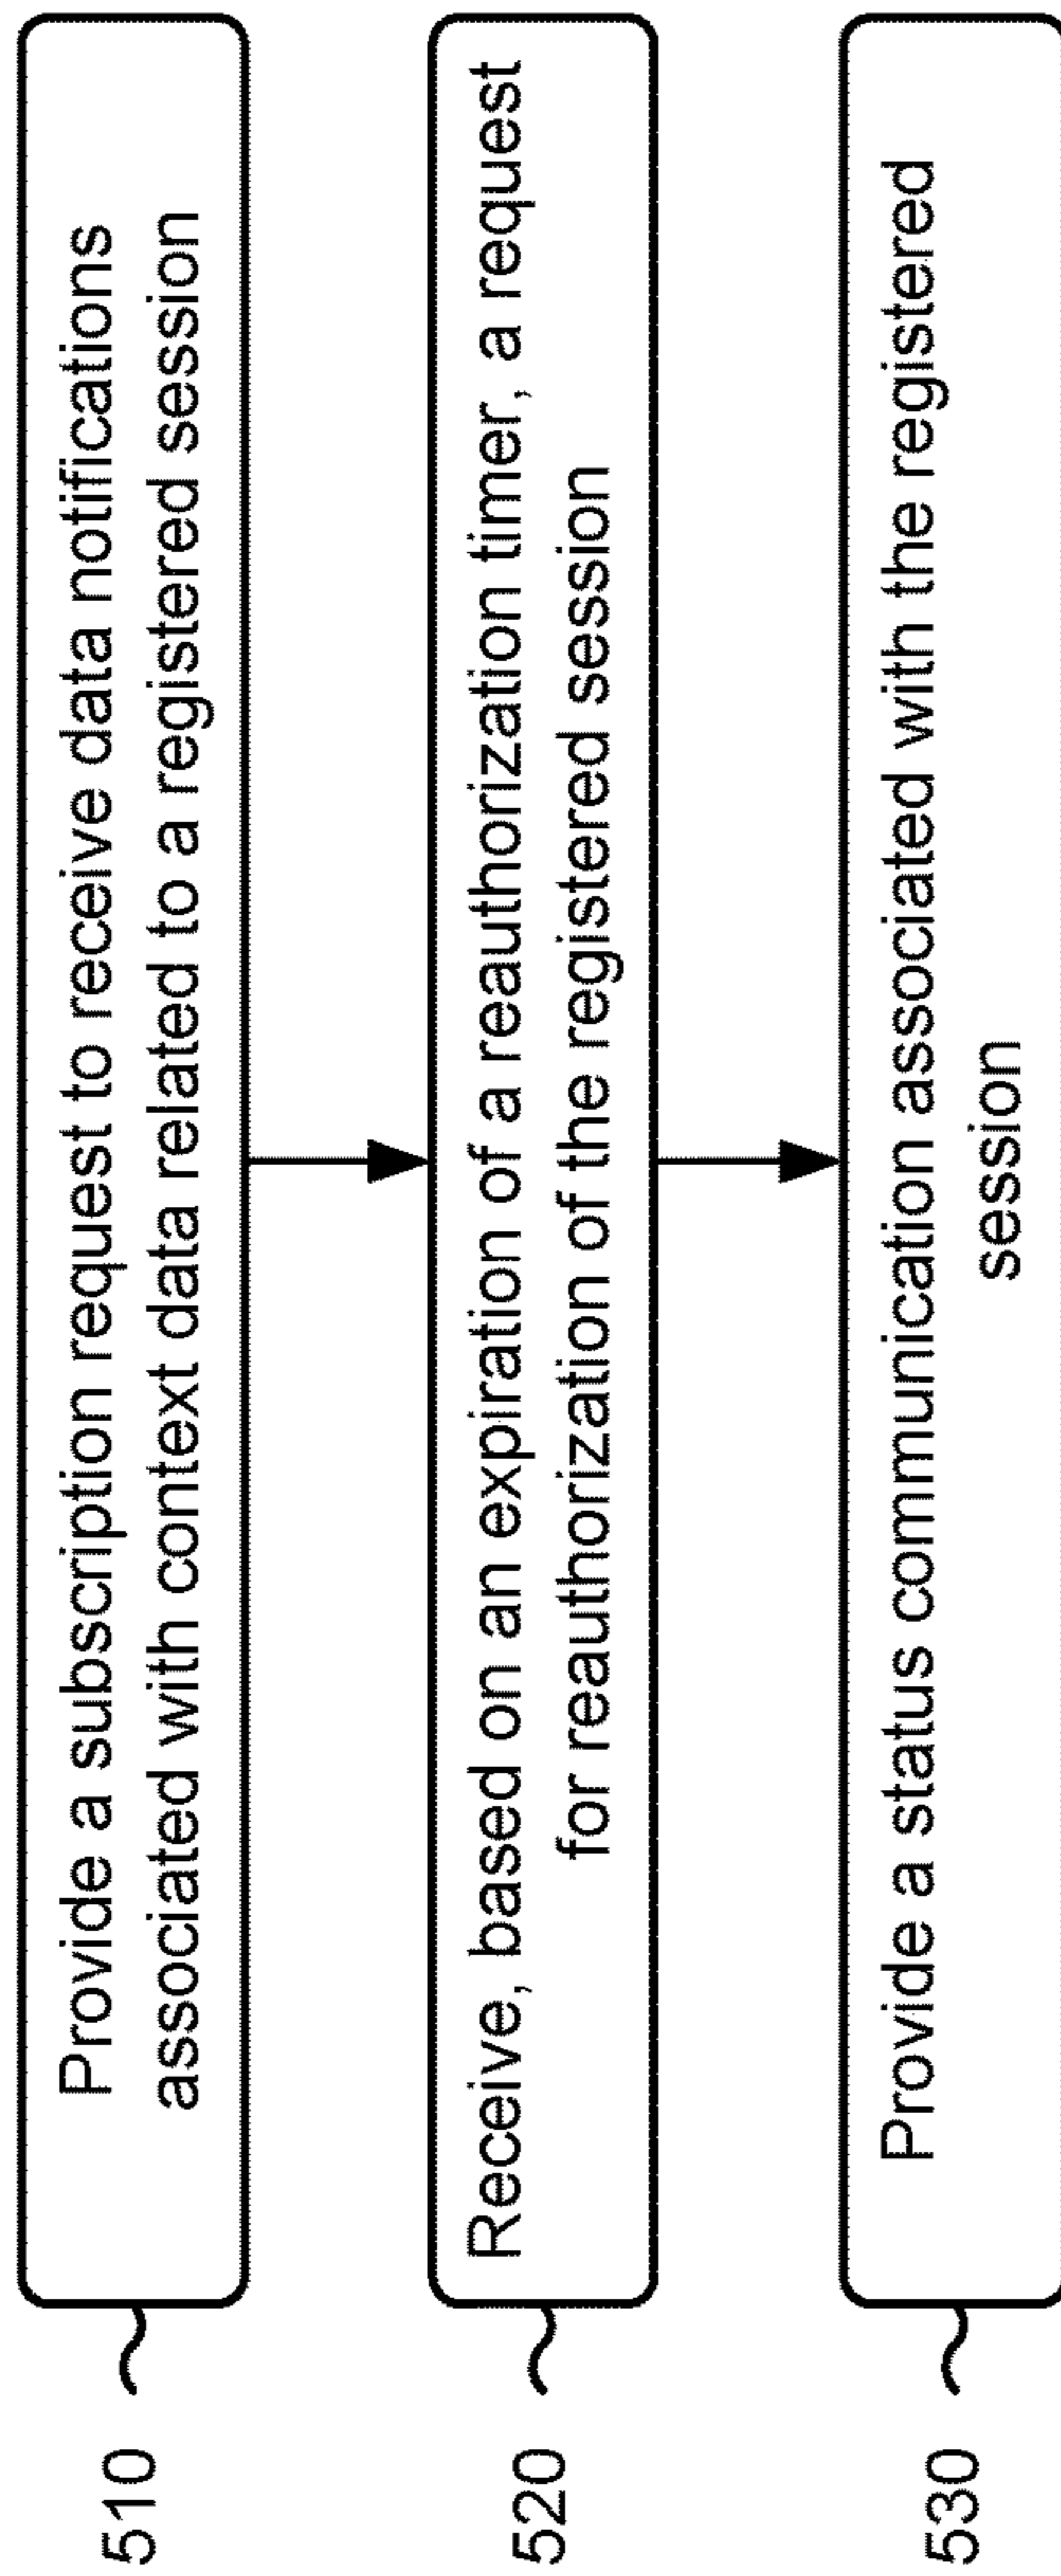 510
Provide a subscription request to receive data notifications
associated with context data related to a registered session
520
Receive, based on an expiration of a reauthorization timer, a request
for reauthorization of the registered session
530
Provide a status communication associated with the registered
session